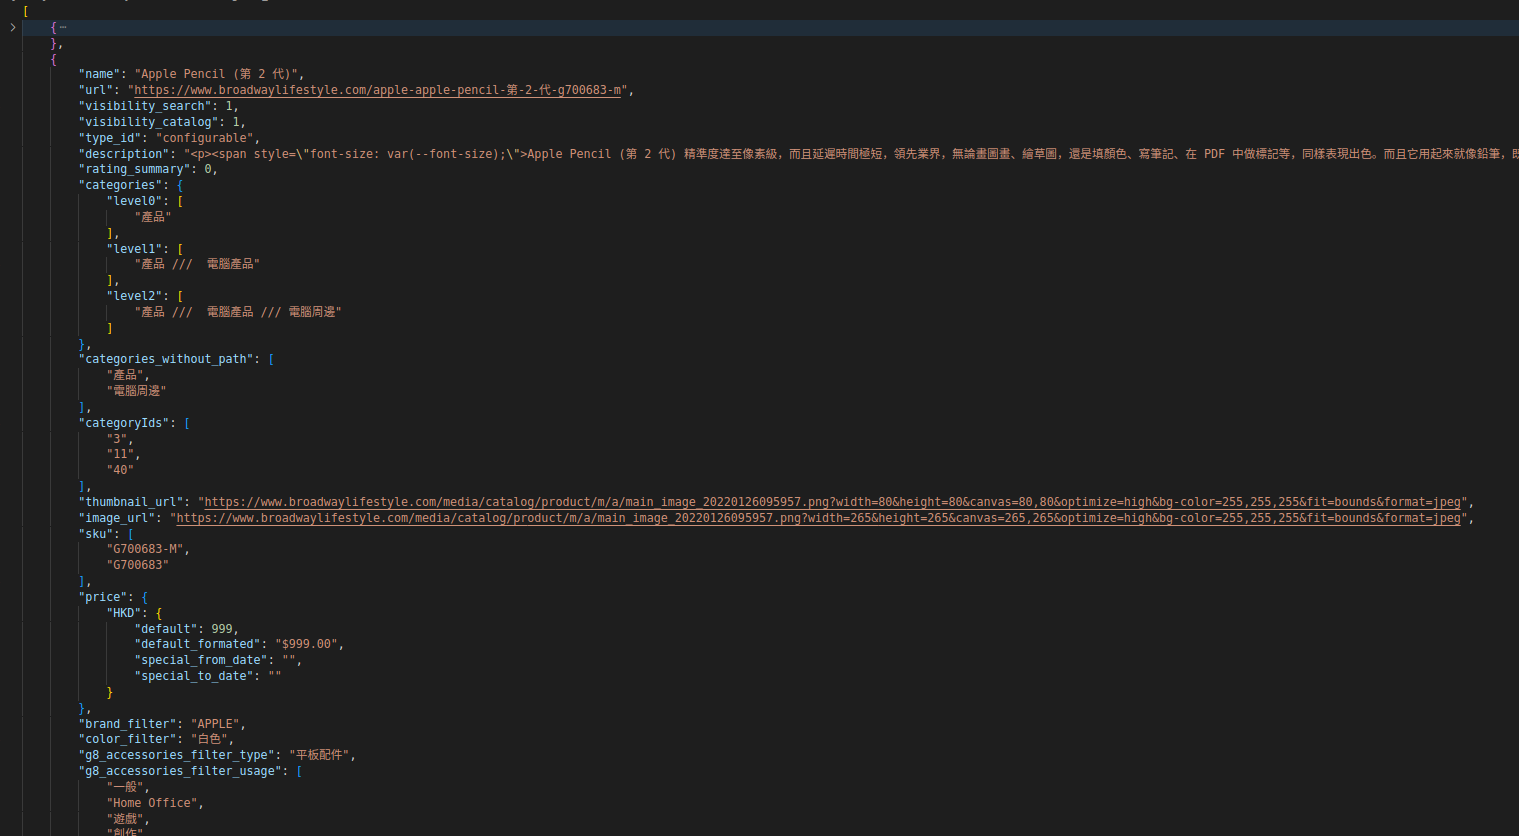 [
{ …
},
{
"name": "Apple Pencil (第 2 代)",
"url": "https://www.broadwaylifestyle.com/apple-apple-pencil-第-2-代-g700683-m",
"visibility_search": 1,
"visibility_catalog": 1,
"type_id": "configurable",
"description": "<p><span style=\"font-size: var(--font-size);\">Apple Pencil (第 2 代) 精準度達至像素級，而且延遲時間極短，領先業界，無論畫圖畫、繪草圖，還是填顏色、寫筆記、在 PDF 中做標記等，同樣表現出色。而且它用起來就像鉛筆，既
"rating_summary": 0,
"categories": {
"level0": [
"產品"
],
"level1": [
"產品 ///  電腦產品"
],
"level2": [
"產品 ///  電腦產品 /// 電腦周邊"
]
},
"categories_without_path": [
"產品",
"電腦周邊"
],
"categoryIds": [
"3",
"11",
"40"
],
"thumbnail_url": "https://www.broadwaylifestyle.com/media/catalog/product/m/a/main_image_20220126095957.png?width=80&height=80&canvas=80,80&optimize=high&bg-color=255,255,255&fit=bounds&format=jpeg",
"image_url": "https://www.broadwaylifestyle.com/media/catalog/product/m/a/main_image_20220126095957.png?width=265&height=265&canvas=265,265&optimize=high&bg-color=255,255,255&fit=bounds&format=jpeg",
"sku": [
"G700683-M",
"G700683"
],
"price": {
"HKD": {
"default": 999,
"default_formated": "$999.00",
"special_from_date": "",
"special_to_date": ""
}
},
"brand_filter": "APPLE",
"color_filter": "白色",
"g8_accessories_filter_type": "平板配件",
"g8_accessories_filter_usage": [
"一般",
"Home Office",
"遊戲",
"創作"